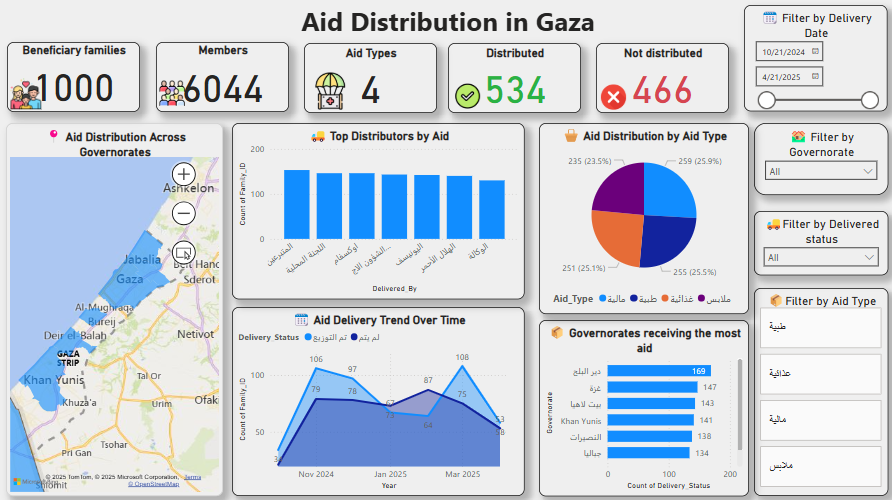 Aid Distribution in Gaza
Beneficiary families
1000
Members
6044
Aid Types
4
Distributed
534
Not distributed
466
Filter by Delivery
Date
10/21/2024
4/21/2025
Aid Distribution Across
Governorates
Ashkelon
Jabalia
Beit Hano
Gaza
Sderot
Al-Mughraqa
Bureij
Deir el-Balah
Netivot
GAZA
STRIP
Khan Yunis
Tal Or
Khuza'a
Urim
Ofak
Tsohar
Pri Gan
© 2025 TomTom, © 2025 Microsoft Corporation, Terms
© OpenStreetMap
Top Distributors by Aid
Count of Family_ID
200
100
0
المتبرعين
اللجنة المحلية
اوكسفام
الشؤون الاج...
اليونيسف
الهلال الأحمر
الوكالة
Delivered_By
Aid Distribution by Aid Type
235 (23.5%)
259 (25.9%)
251 (25.1%)
255 (25.5%)
Aid_Type
مالية
طبية
غذائية
ملابس
Filter by
Governorate
All
Filter by Delivered
status
All
Aid Delivery Trend Over Time
Delivery_Status
تم التوزيع
لم يتم
Count of Family_ID
100
50
106
97
108
79
78
67
73
87
64
75
53
58
Nov 2024
Jan 2025
Mar 2025
Year
Governorates receiving the most
aid
Governorate
دير البلح
169
غزة
147
بيت لاهيا
143
Khan Yunis
141
النصيرات
138
جباليا
134
0
100
200
Count of Delivery_Status
Filter by Aid Type
طبية
غذائية
مالية
ملابس